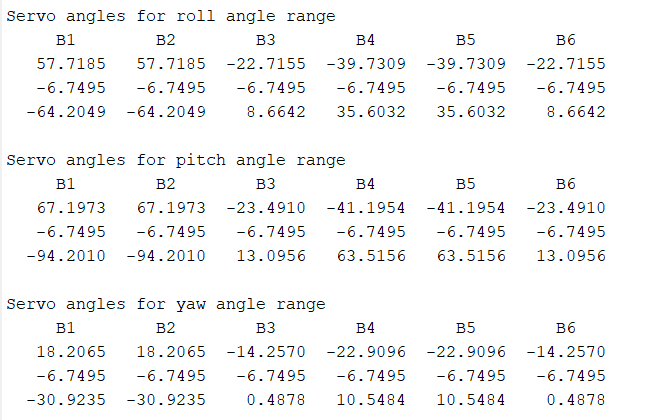 Servo angles for roll angle range
B1 B2 B3 B4 B5 B6
57.7185 57.7185 -22.7155 -39.7309 -39.7309 -22.7155
-6.7495 -6.7495 -6.7495 -6.7495 -6.7495 -6.7495
-64.2049 -64.2049 8.6642 35.6032 35.6032 8.6642
Servo angles for pitch angle range
B1 B2 B3 B4 B5 B6
67.1973 67.1973 -23.4910 -41.1954 -41.1954 -23.4910
-6.7495 -6.7495 -6.7495 -6.7495 -6.7495 -6.7495
-94.2010 -94.2010 13.0956 63.5156 63.5156 13.0956
Servo angles for yaw angle range
B1 B2 B3 B4 B5 B6
18.2065 18.2065 -14.2570 -22.9096 -22.9096 -14.2570
-6.7495 -6.7495 -6.7495 -6.7495 -6.7495 -6.7495
-30.9235 -30.9235 0.4878 10.5484 10.5484 0.4878